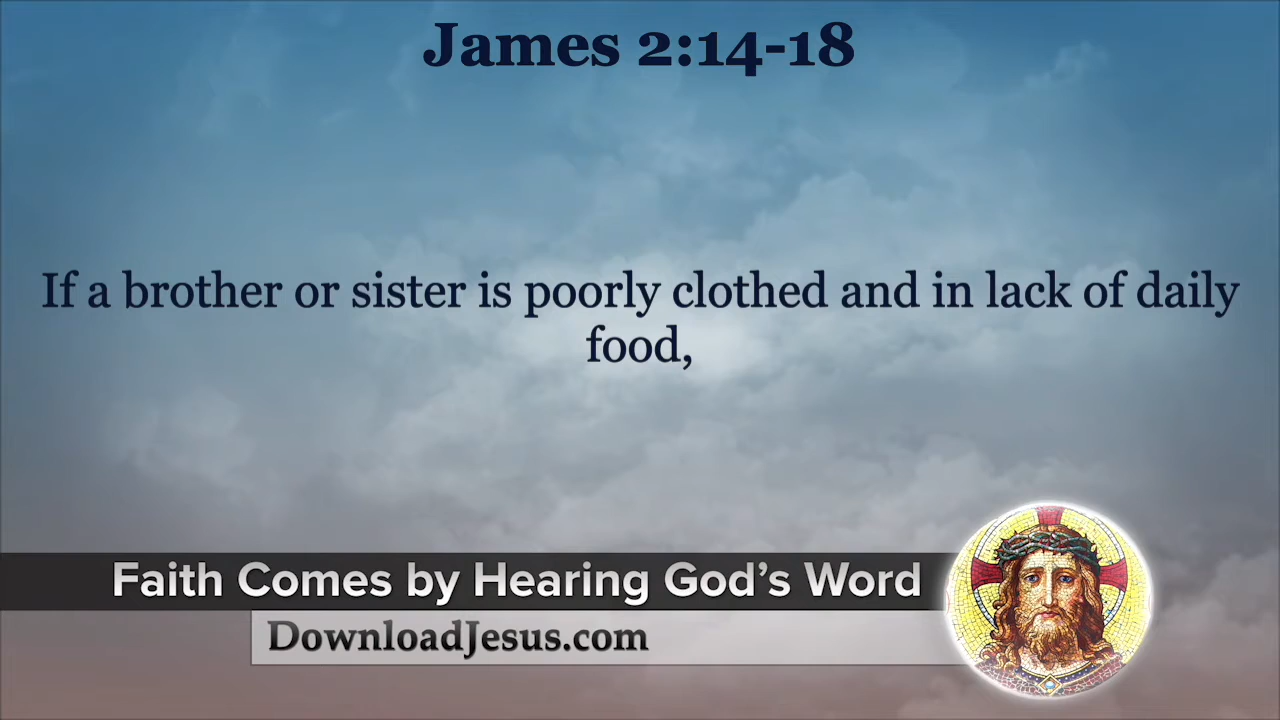 James 2:14-18
If a brother or sister is poorly clothed and in lack of daily
food,
Faith Comes by Hearing God’s Word
DownloadJesus.com